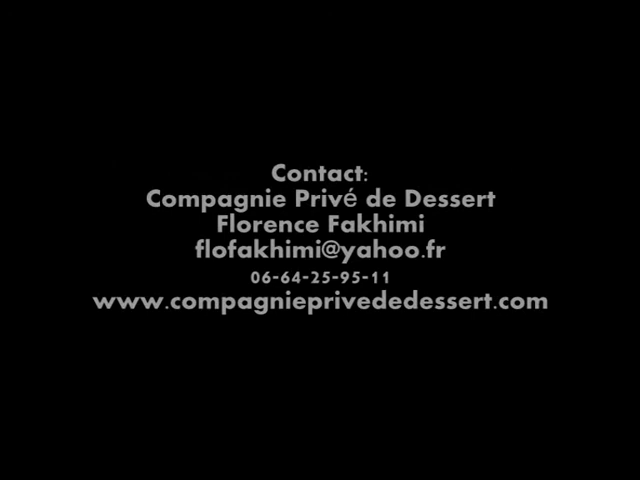 Contact:
Compagnie Privé de Dessert
Florence Fakhimi
flofakhimi@yahoo.fr
06-64-25-95-11
www.compagnieprivededessert.com